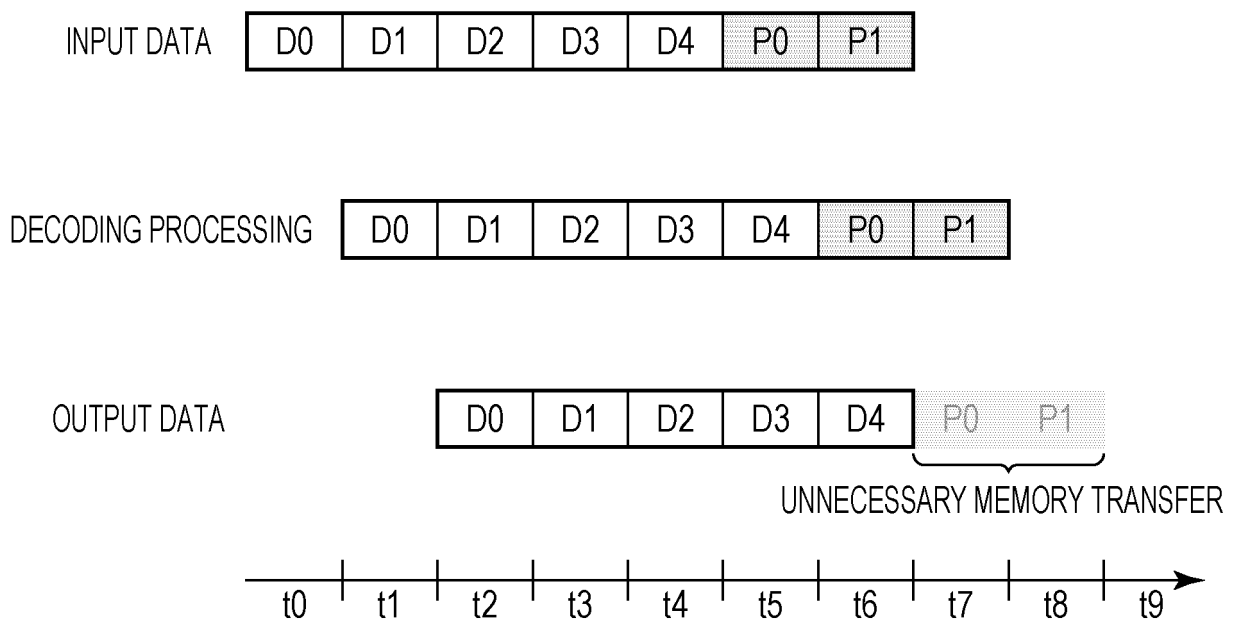 INPUT DATA D0 D1 D2 D3 D4 P0 P1
DECODING PROCESSING D0 D1 D2 D3 D4 P0 P1
OUTPUT DATA D0 D1 D2 D3 D4 P0 P1
UNNECESSARY MEMORY TRANSFER
t0 t1 t2 t3 t4 t5 t6 t7 t8 t9